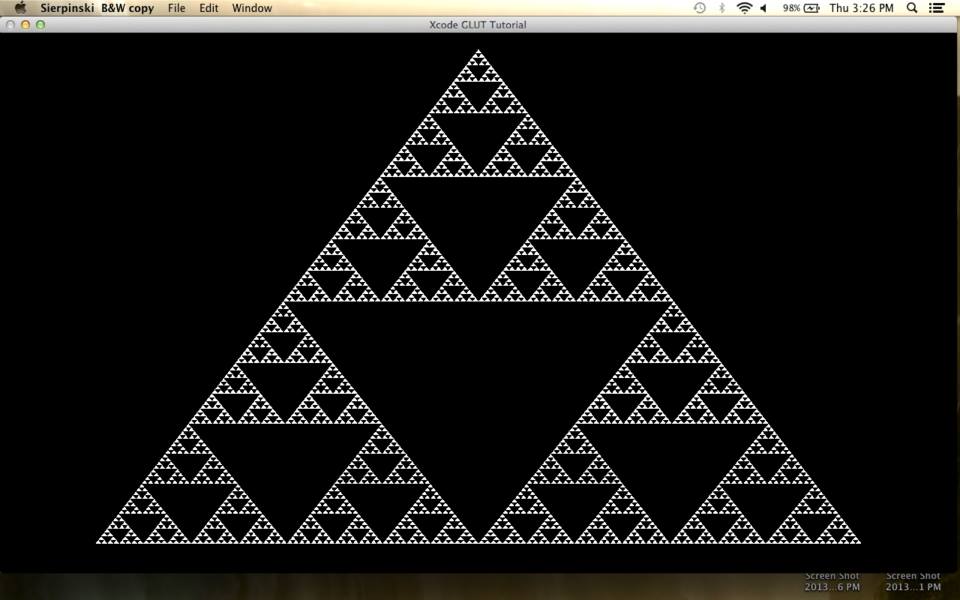 Sierpinski B&W copy File Edit Window 98% Thu 3:26 PM
Xcode GLUT Tutorial
Screen Shot
2013...6 PM
Screen Shot
2013...1 PM